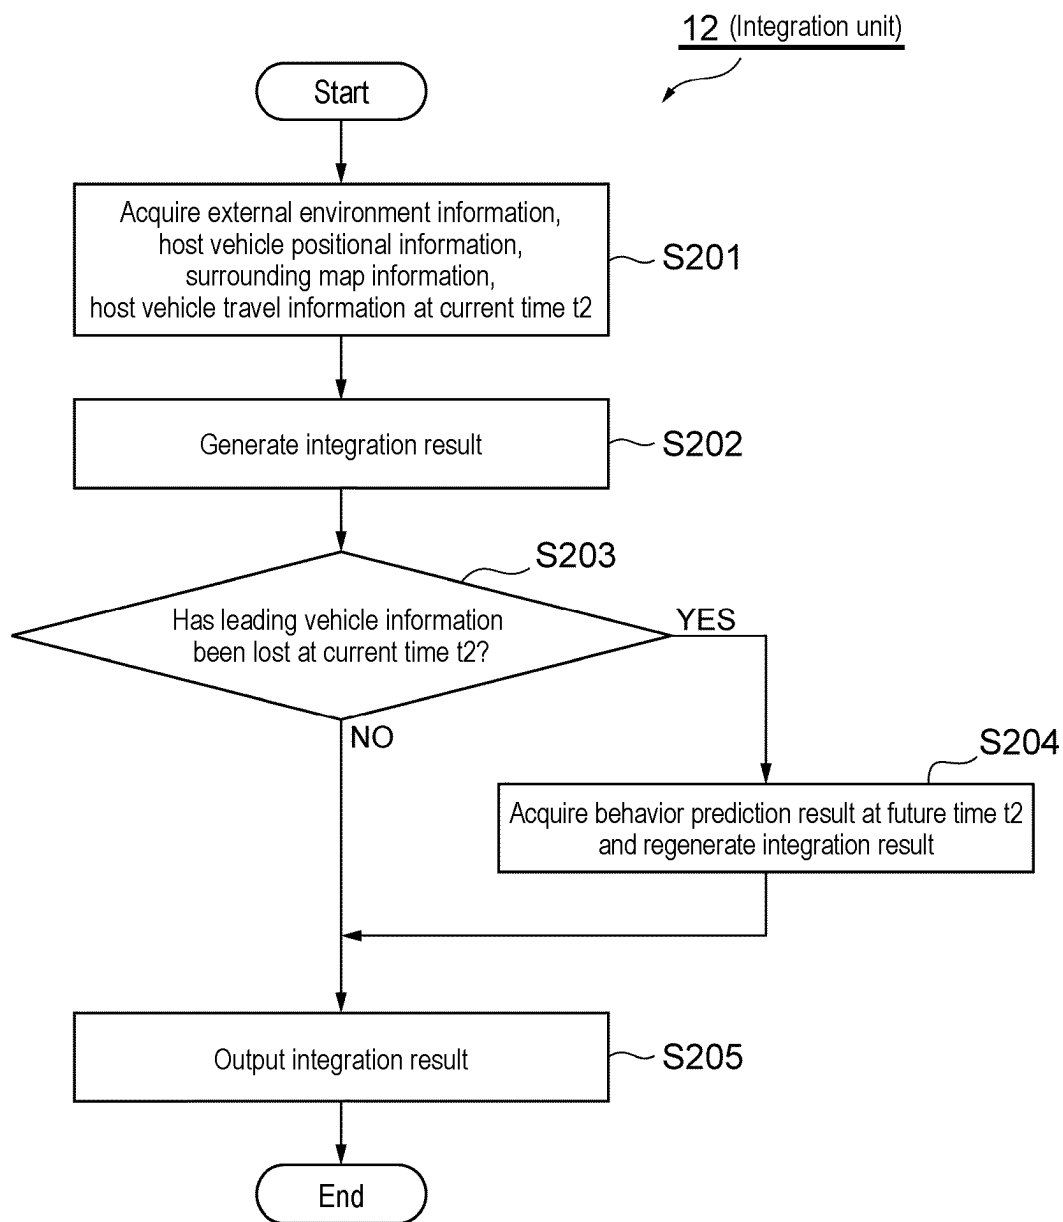 12 (Integration unit)
Start
Acquire external environment information,
host vehicle positional information,
surrounding map information,
host vehicle travel information at current time t2
S201
Generate integration result
S202
S203
Has leading vehicle information
been lost at current time t2?
YES
NO
S204
Acquire behavior prediction result at future time t2
and regenerate integration result
Output integration result
S205
End